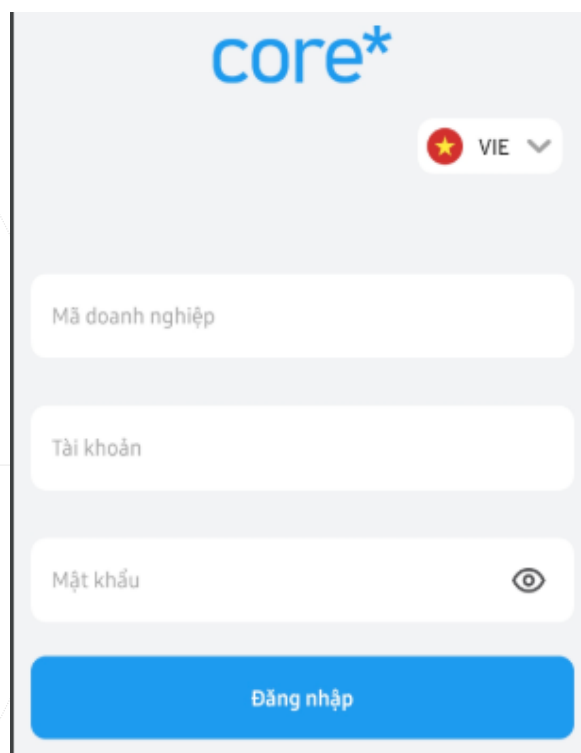 core*
VIE
Mã doanh nghiệp
Tài khoản
Mật khẩu
Đăng nhập